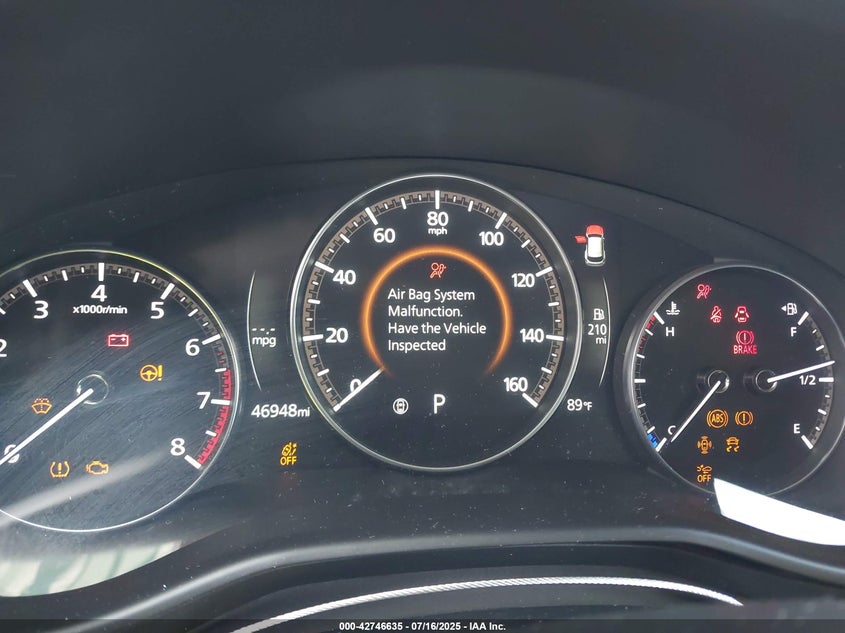 2
3
4
5
6
7
8
x1000r/min
0
46948mi
OFF
---
mpg
0
20
40
60
80
mph
100
120
140
160
Air Bag System
Malfunction.
Have the Vehicle
Inspected
P
210
mi
89°F
H
C
F
1/2
E
BRAKE
ABS
OFF
000-42746635 - 07/16/2025 - IAA Inc.